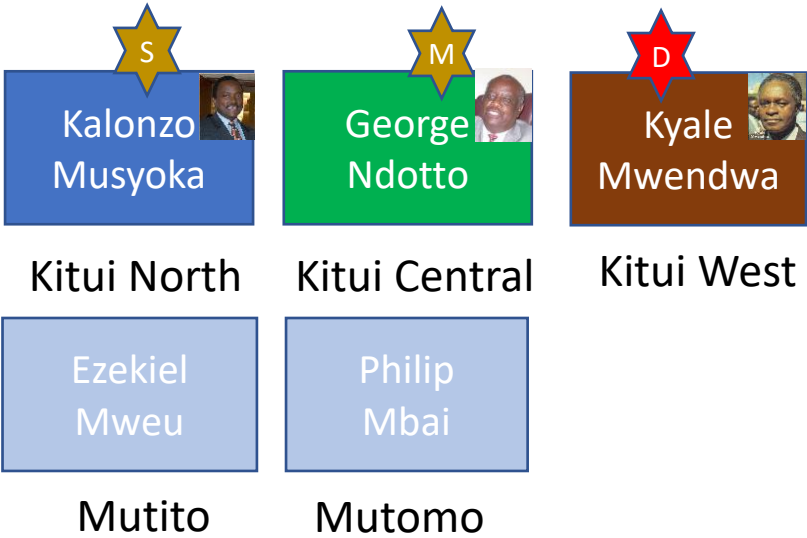 S
M
D
Kalonzo
Musyoka
George
Ndotto
Kyale
Mwendwa
Kitui North
Kitui Central
Kitui West
Ezekiel
Mweu
Philip
Mbai
Mutito
Mutomo